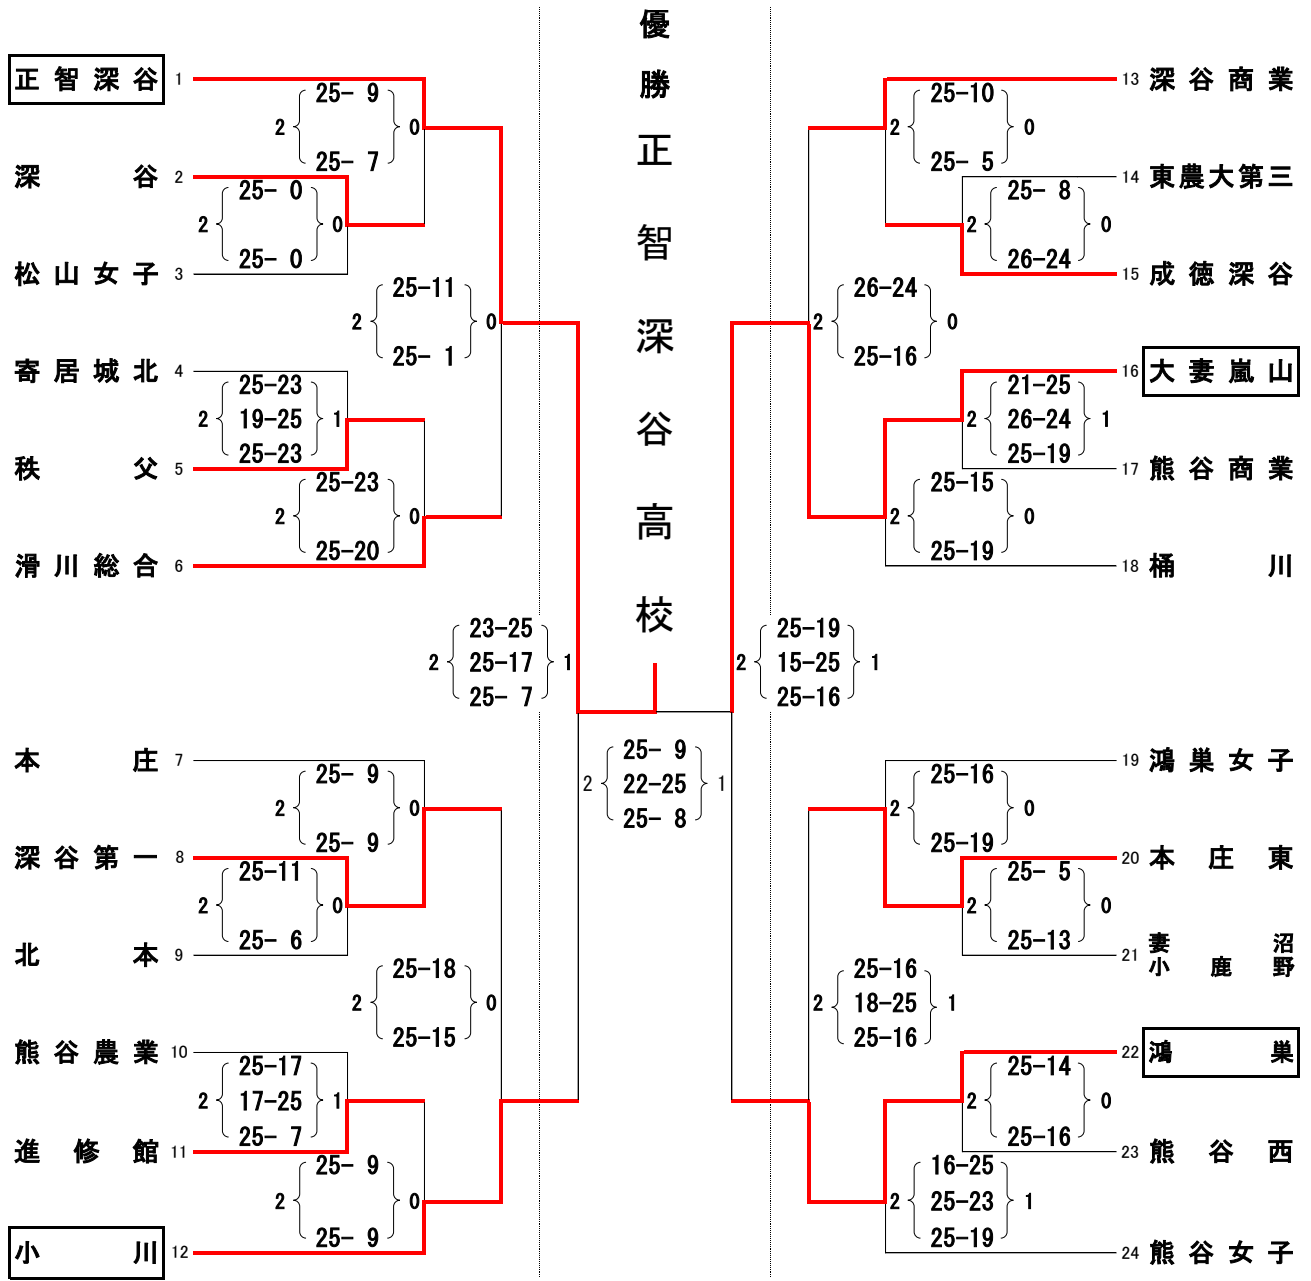 優勝 正智深谷高校
正智深谷 1
深谷 2
松山女子 3
寄居城北 4
秩父 5
滑川総合 6
本庄 7
深谷第一 8
北本 9
熊谷農業 10
進修館 11
小川 12
2 25- 9 0
25- 7
2 25- 0 0
25- 0
2 25-11 0
25- 1
2 25-23 1
19-25
25-23
2 25-23 0
25-20
2 23-25 1
25-17
25- 7
2 25- 9 0
25- 9
2 25-11 0
25- 6
2 25-18 0
25-15
2 25-17 1
17-25
25- 7
2 25- 9 0
25- 9
2 25- 9 1
22-25
25- 8
13 深谷商業
14 東農大第三
15 成徳深谷
16 大妻嵐山
17 熊谷商業
18 桶川
19 鴻巣女子
20 本庄東
21 妻沼
小鹿野
22 鴻巣
23 熊谷西
24 熊谷女子
2 25-10 0
25- 5
2 25- 8 0
26-24
2 26-24 0
25-16
2 21-25 1
26-24
25-19
2 25-15 0
25-19
2 25-19 1
15-25
25-16
2 25-16 0
25-19
2 25- 5 0
25-13
2 25-16 1
18-25
25-16
2 25-14 0
25-16
2 16-25 1
25-23
25-19